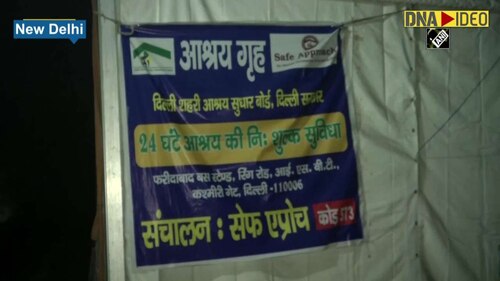 New Delhi
DNA VIDEO
ANI
आश्रय गृह
Safe Approach
दिल्ली शहरी आश्रय सुधार बोर्ड, दिल्ली सरकार
24 घंटे आश्रय की नि: शुल्क सुविधा
फरीदाबाद बस स्टैण्ड, रिंग रोड, आई. एस. बी. टी.,
कश्मीरी गेट, दिल्ली -110006
संचालन : सेफ एप्रोच कोड